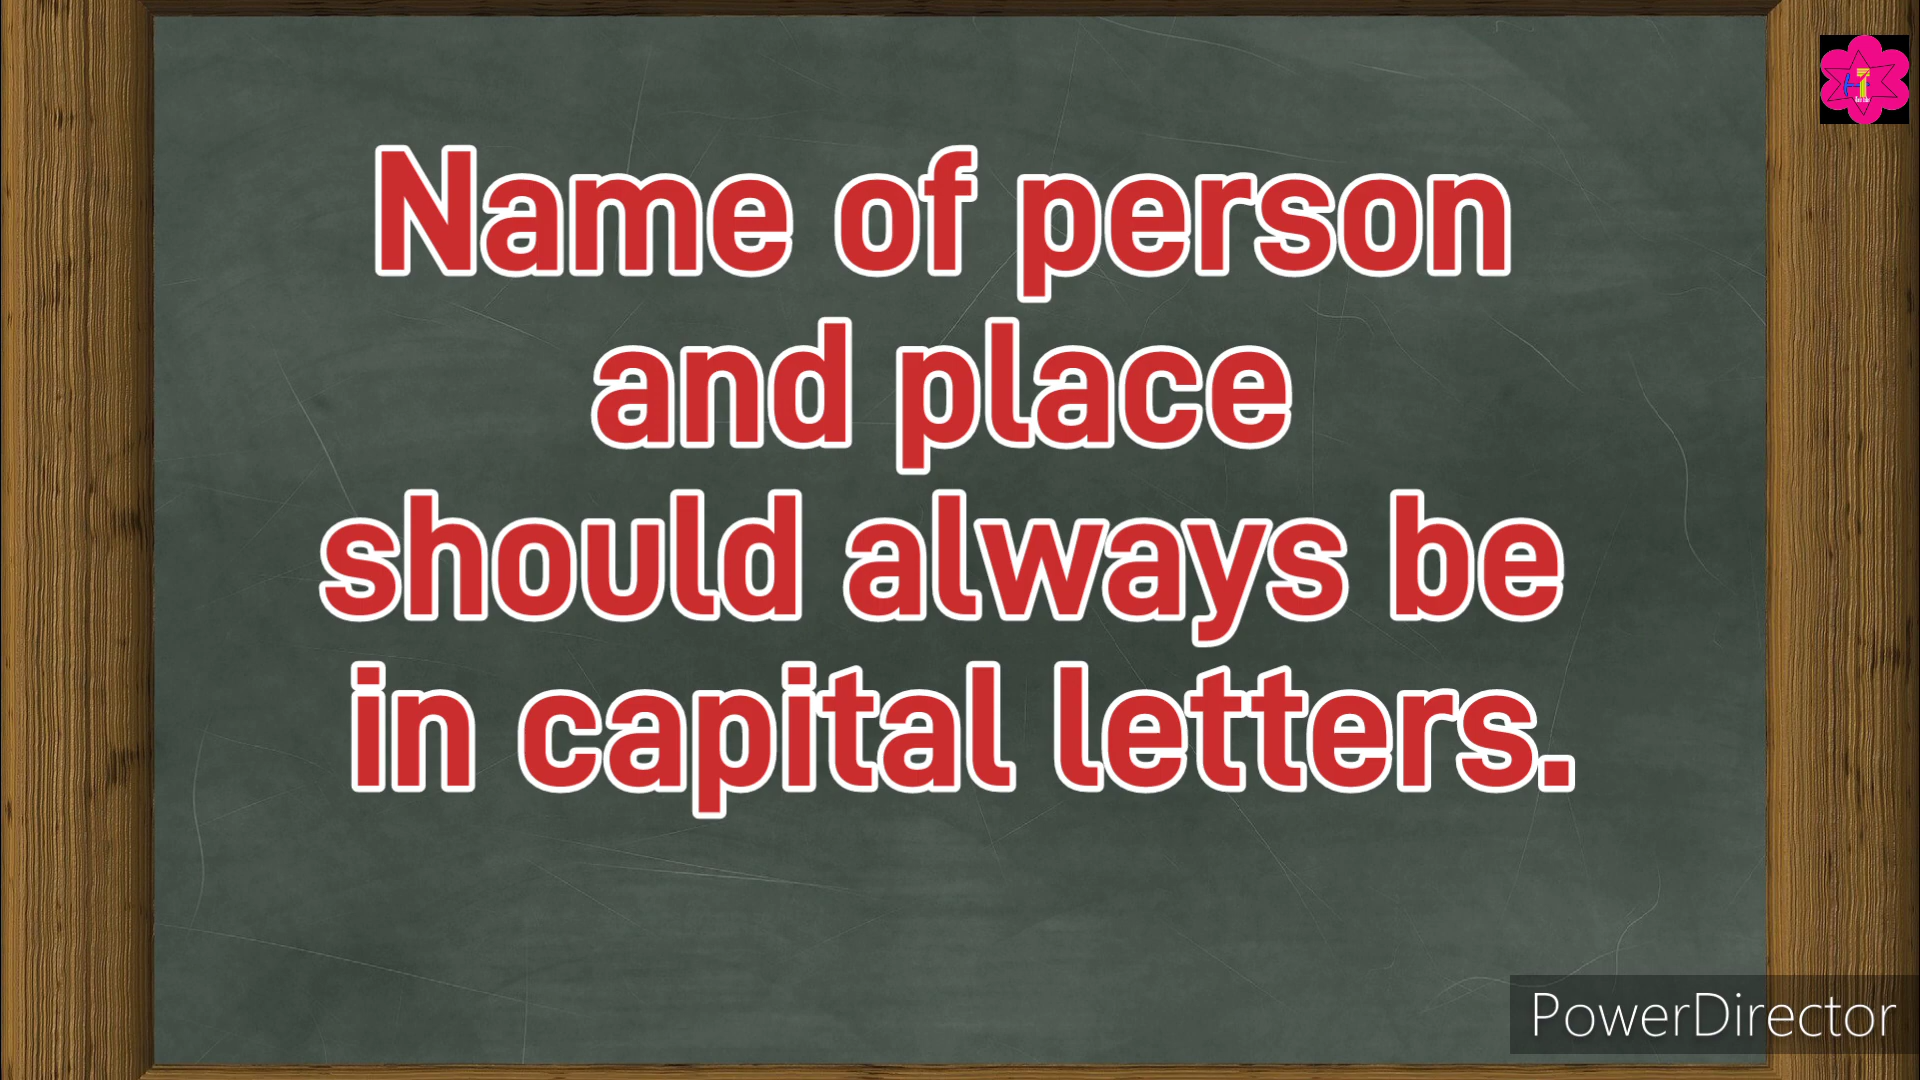 Name of person
and place
should always be
in capital letters.
PowerDirector